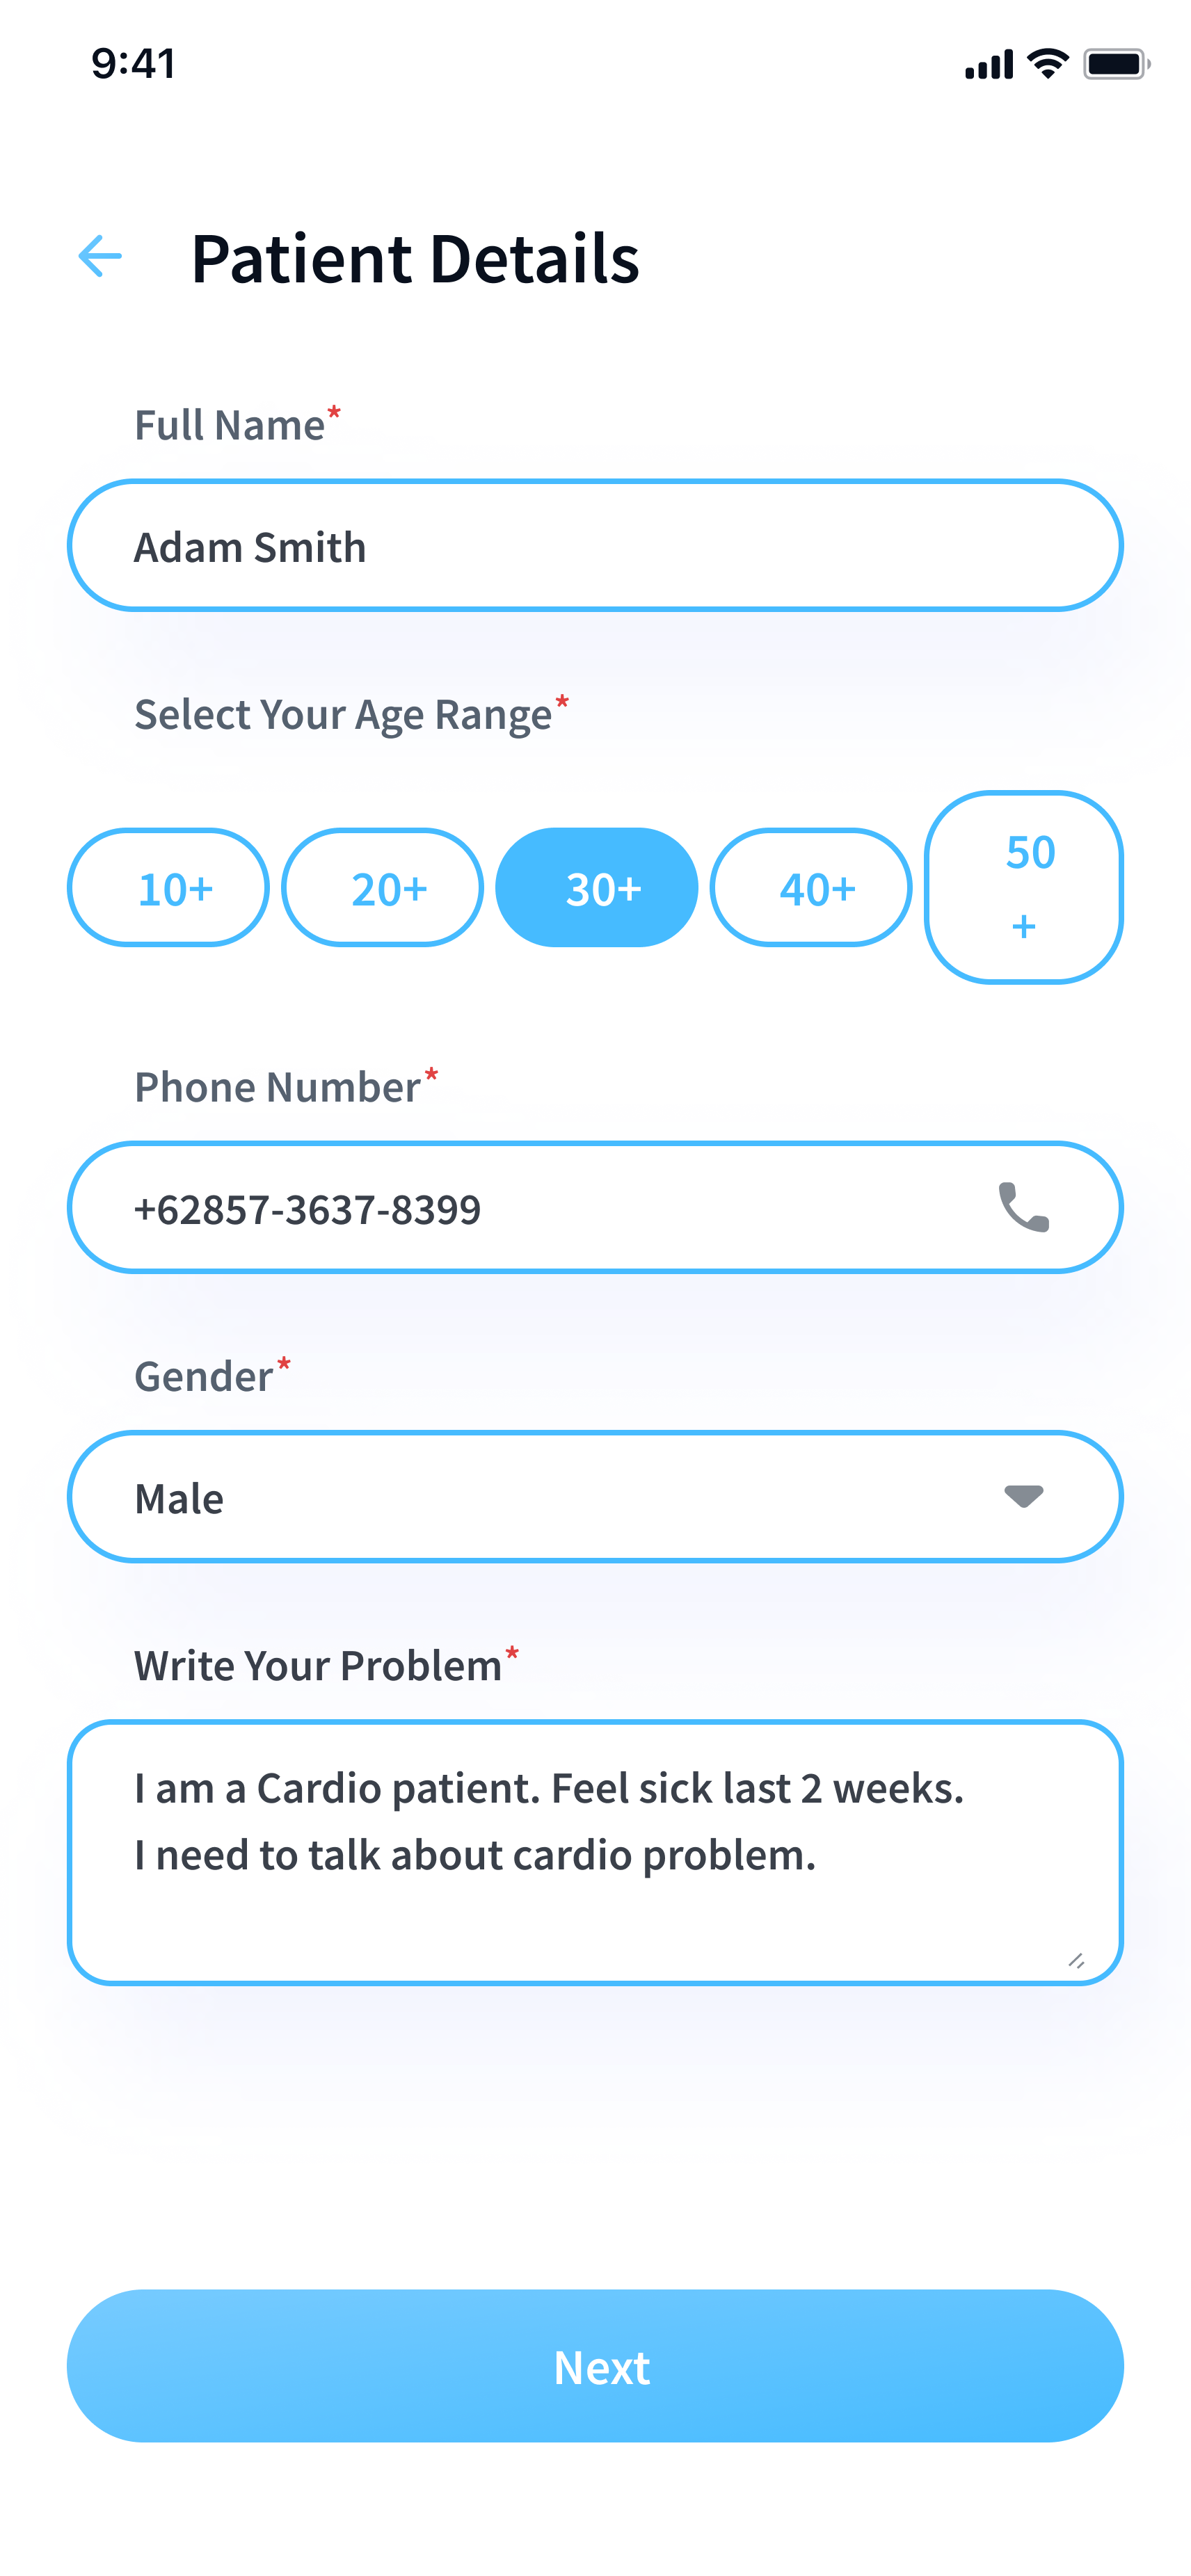 9:41
Patient Details
Full Name*
Adam Smith
Select Your Age Range*
10+ 20+ 30+ 40+ 50
+
Phone Number*
+62857-3637-8399
Gender*
Male
Write Your Problem*
I am a Cardio patient. Feel sick last 2 weeks.
I need to talk about cardio problem.
Next